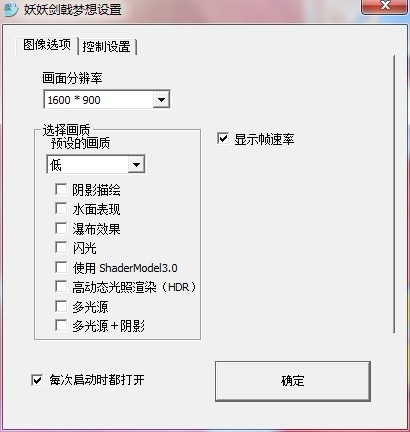 妖妖剑戟梦想设置
图像选项
控制设置
画面分辨率
1600 * 900
选择画质
预设的画质
低
显示帧速率
阴影描绘
水面表现
瀑布效果
闪光
使用 ShaderModel3.0
高动态光照渲染（HDR）
多光源
多光源＋阴影
每次启动时都打开
确定